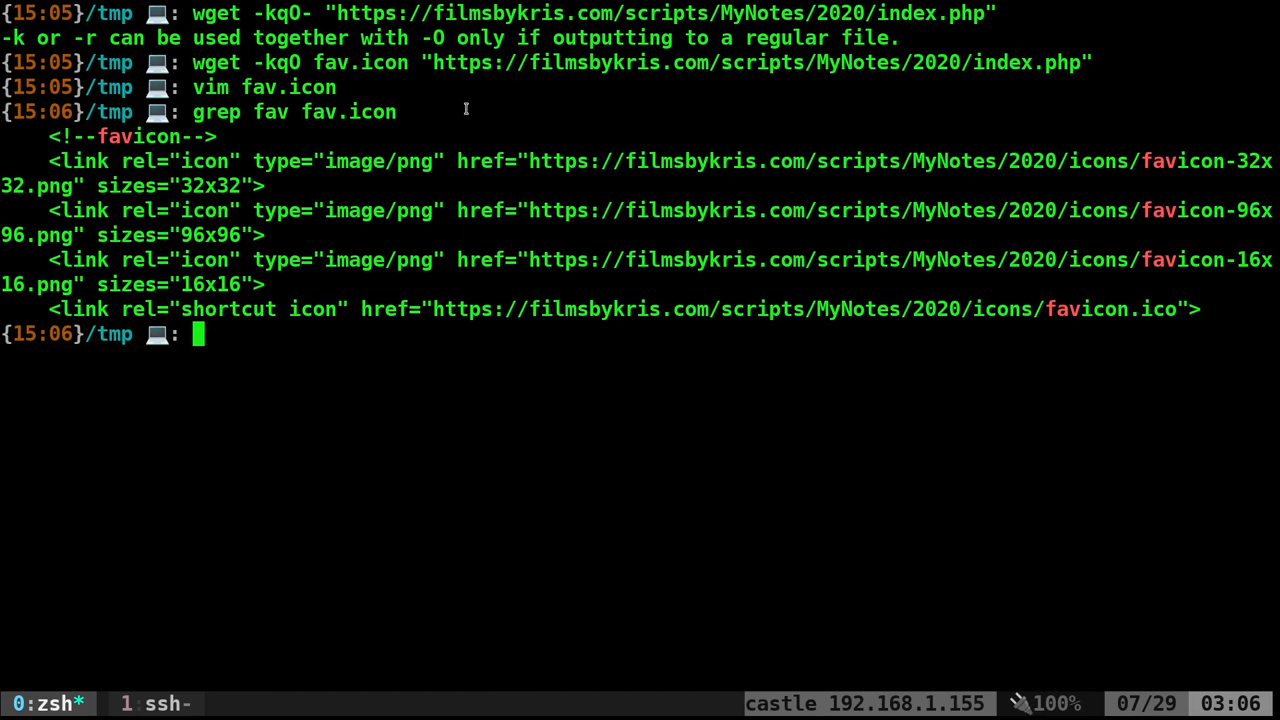 {15:05}/tmp 💻: wget -kqO- "https://filmsbykris.com/scripts/MyNotes/2020/index.php"
-k or -r can be used together with -O only if outputting to a regular file.
{15:05}/tmp 💻: wget -kqO fav.icon "https://filmsbykris.com/scripts/MyNotes/2020/index.php"
{15:05}/tmp 💻: vim fav.icon
{15:06}/tmp 💻: grep fav fav.icon
    <!--favicon-->
    <link rel="icon" type="image/png" href="https://filmsbykris.com/scripts/MyNotes/2020/icons/favicon-32x
32.png" sizes="32x32">
    <link rel="icon" type="image/png" href="https://filmsbykris.com/scripts/MyNotes/2020/icons/favicon-96x
96.png" sizes="96x96">
    <link rel="icon" type="image/png" href="https://filmsbykris.com/scripts/MyNotes/2020/icons/favicon-16x
16.png" sizes="16x16">
    <link rel="shortcut icon" href="https://filmsbykris.com/scripts/MyNotes/2020/icons/favicon.ico">
{15:06}/tmp 💻:
0:zsh* 1:ssh- castle 192.168.1.155 🔌100% 07/29 03:06